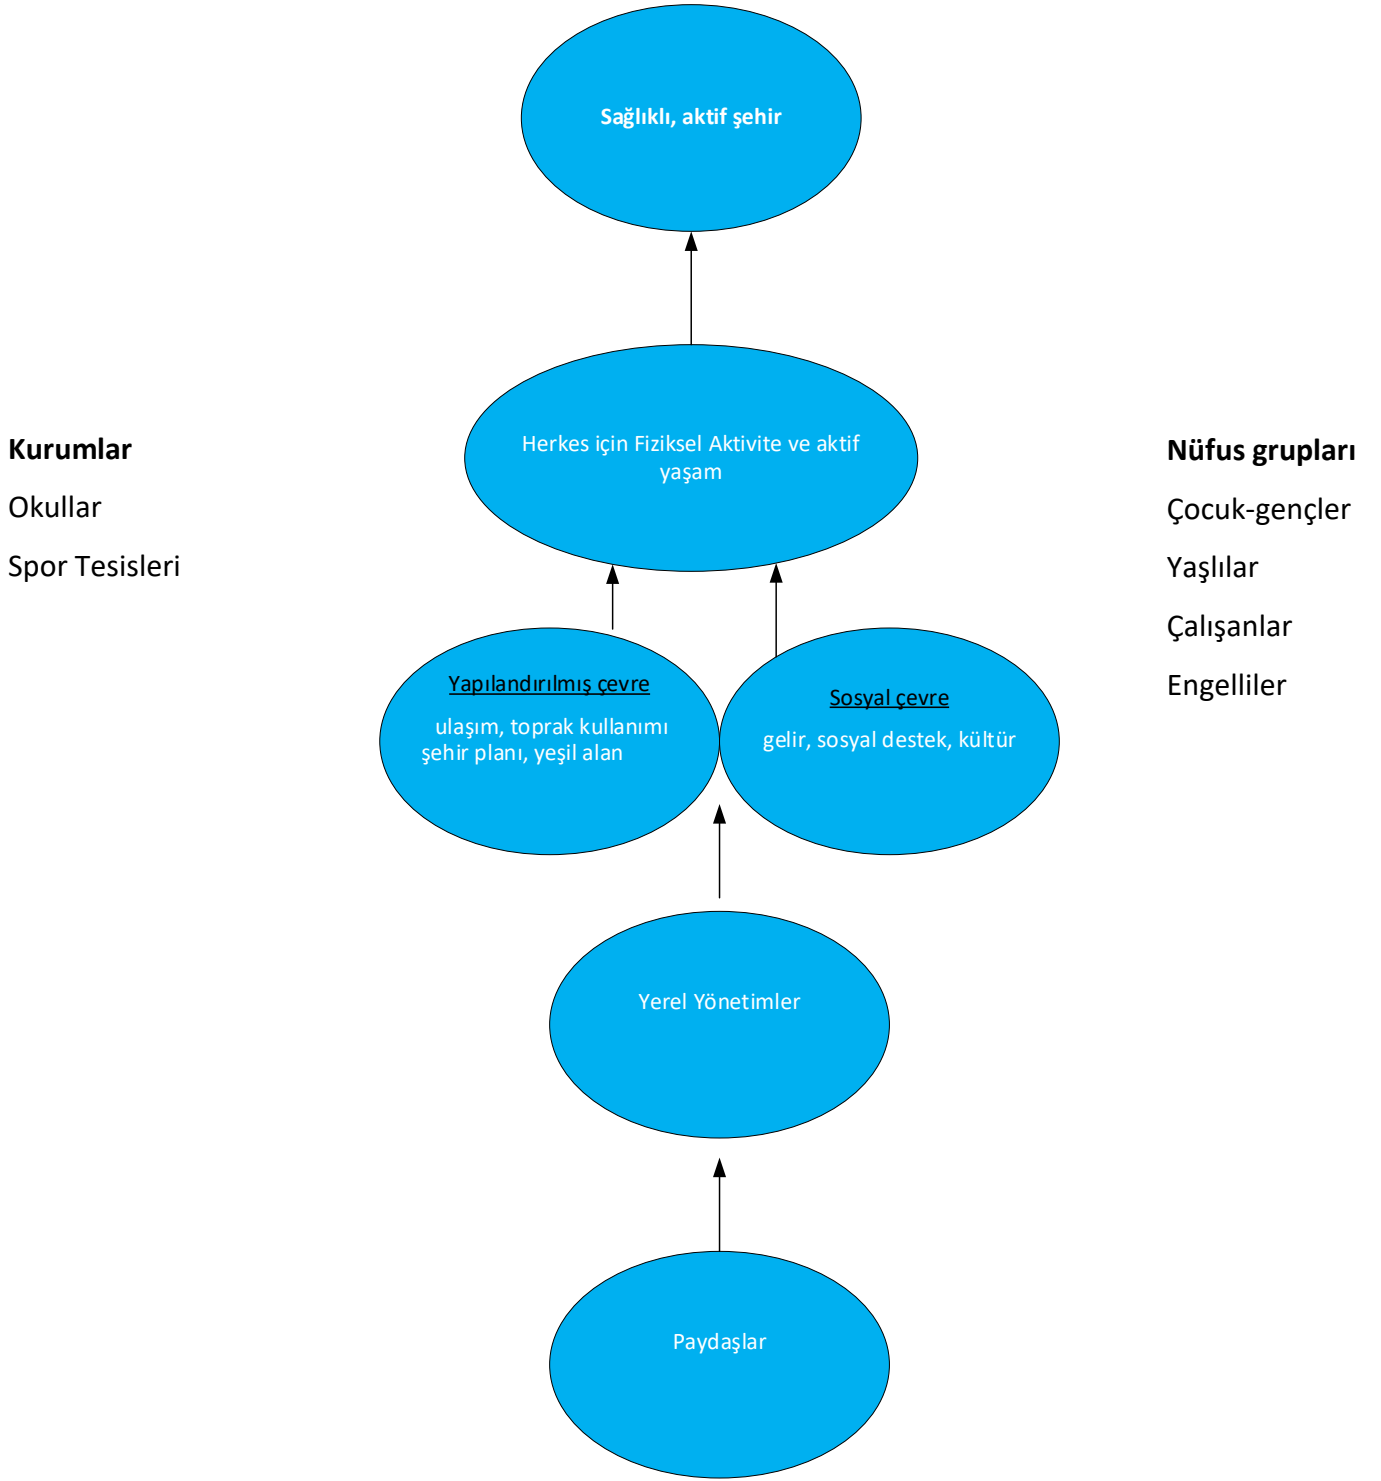 Sağlıklı, aktif şehir
Herkes için Fiziksel Aktivite ve aktif
yaşam
Kurumlar
Okullar
Spor Tesisleri
Nüfus grupları
Çocuk-gençler
Yaşlılar
Çalışanlar
Engelliler
Yapılandırılmış çevre
ulaşım, toprak kullanımı
şehir planı, yeşil alan
Sosyal çevre
gelir, sosyal destek, kültür
Yerel Yönetimler
Paydaşlar